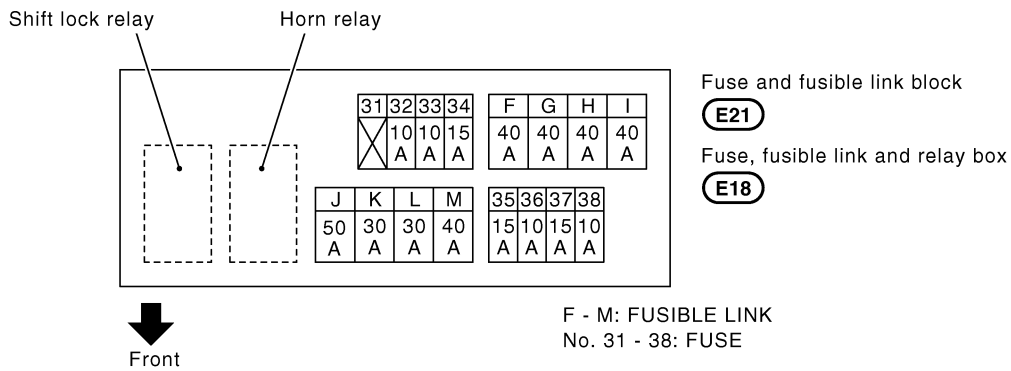 Shift lock relay Horn relay
Fuse and fusible link block
E21
Fuse, fusible link and relay box
E18
31 32 33 34 F G H I
10 10 15 40 40 40 40
A A A A A A A
J K L M 35 36 37 38
50 30 30 40 15 10 15 10
A A A A A A A A
F - M: FUSIBLE LINK
No. 31 - 38: FUSE
Front